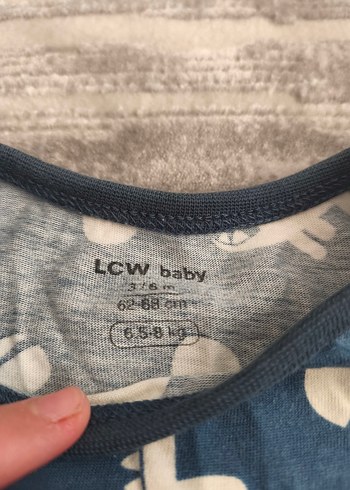 LCW baby
3/6 m
62-68 cm
6,5-8 kg